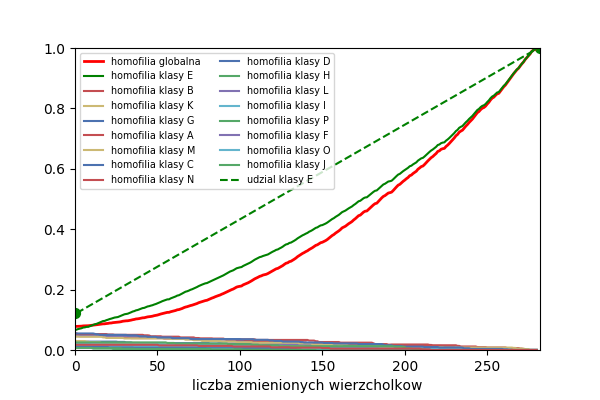 1.0
0.8
0.6
0.4
0.2
0.0
homofilia globalna
homofilia klasy E
homofilia klasy B
homofilia klasy K
homofilia klasy G
homofilia klasy A
homofilia klasy M
homofilia klasy C
homofilia klasy N
homofilia klasy D
homofilia klasy H
homofilia klasy L
homofilia klasy I
homofilia klasy P
homofilia klasy F
homofilia klasy O
homofilia klasy J
udzial klasy E
0 50 100 150 200 250
liczba zmienionych wierzcholkow